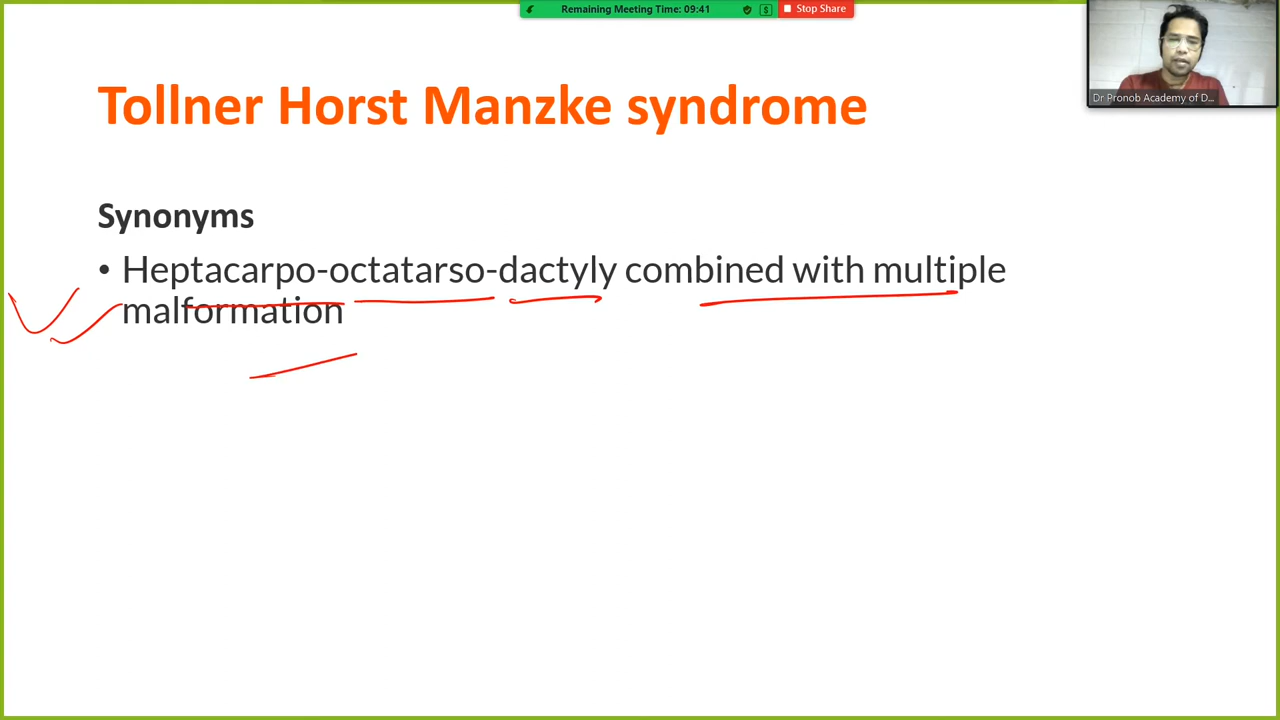 Remaining Meeting Time: 09:41
Stop Share
Dr Pronob Academy of D...
Tollner Horst Manzke syndrome
Synonyms
• Heptacarpo-octatarso-dactyly combined with multiple
malformation